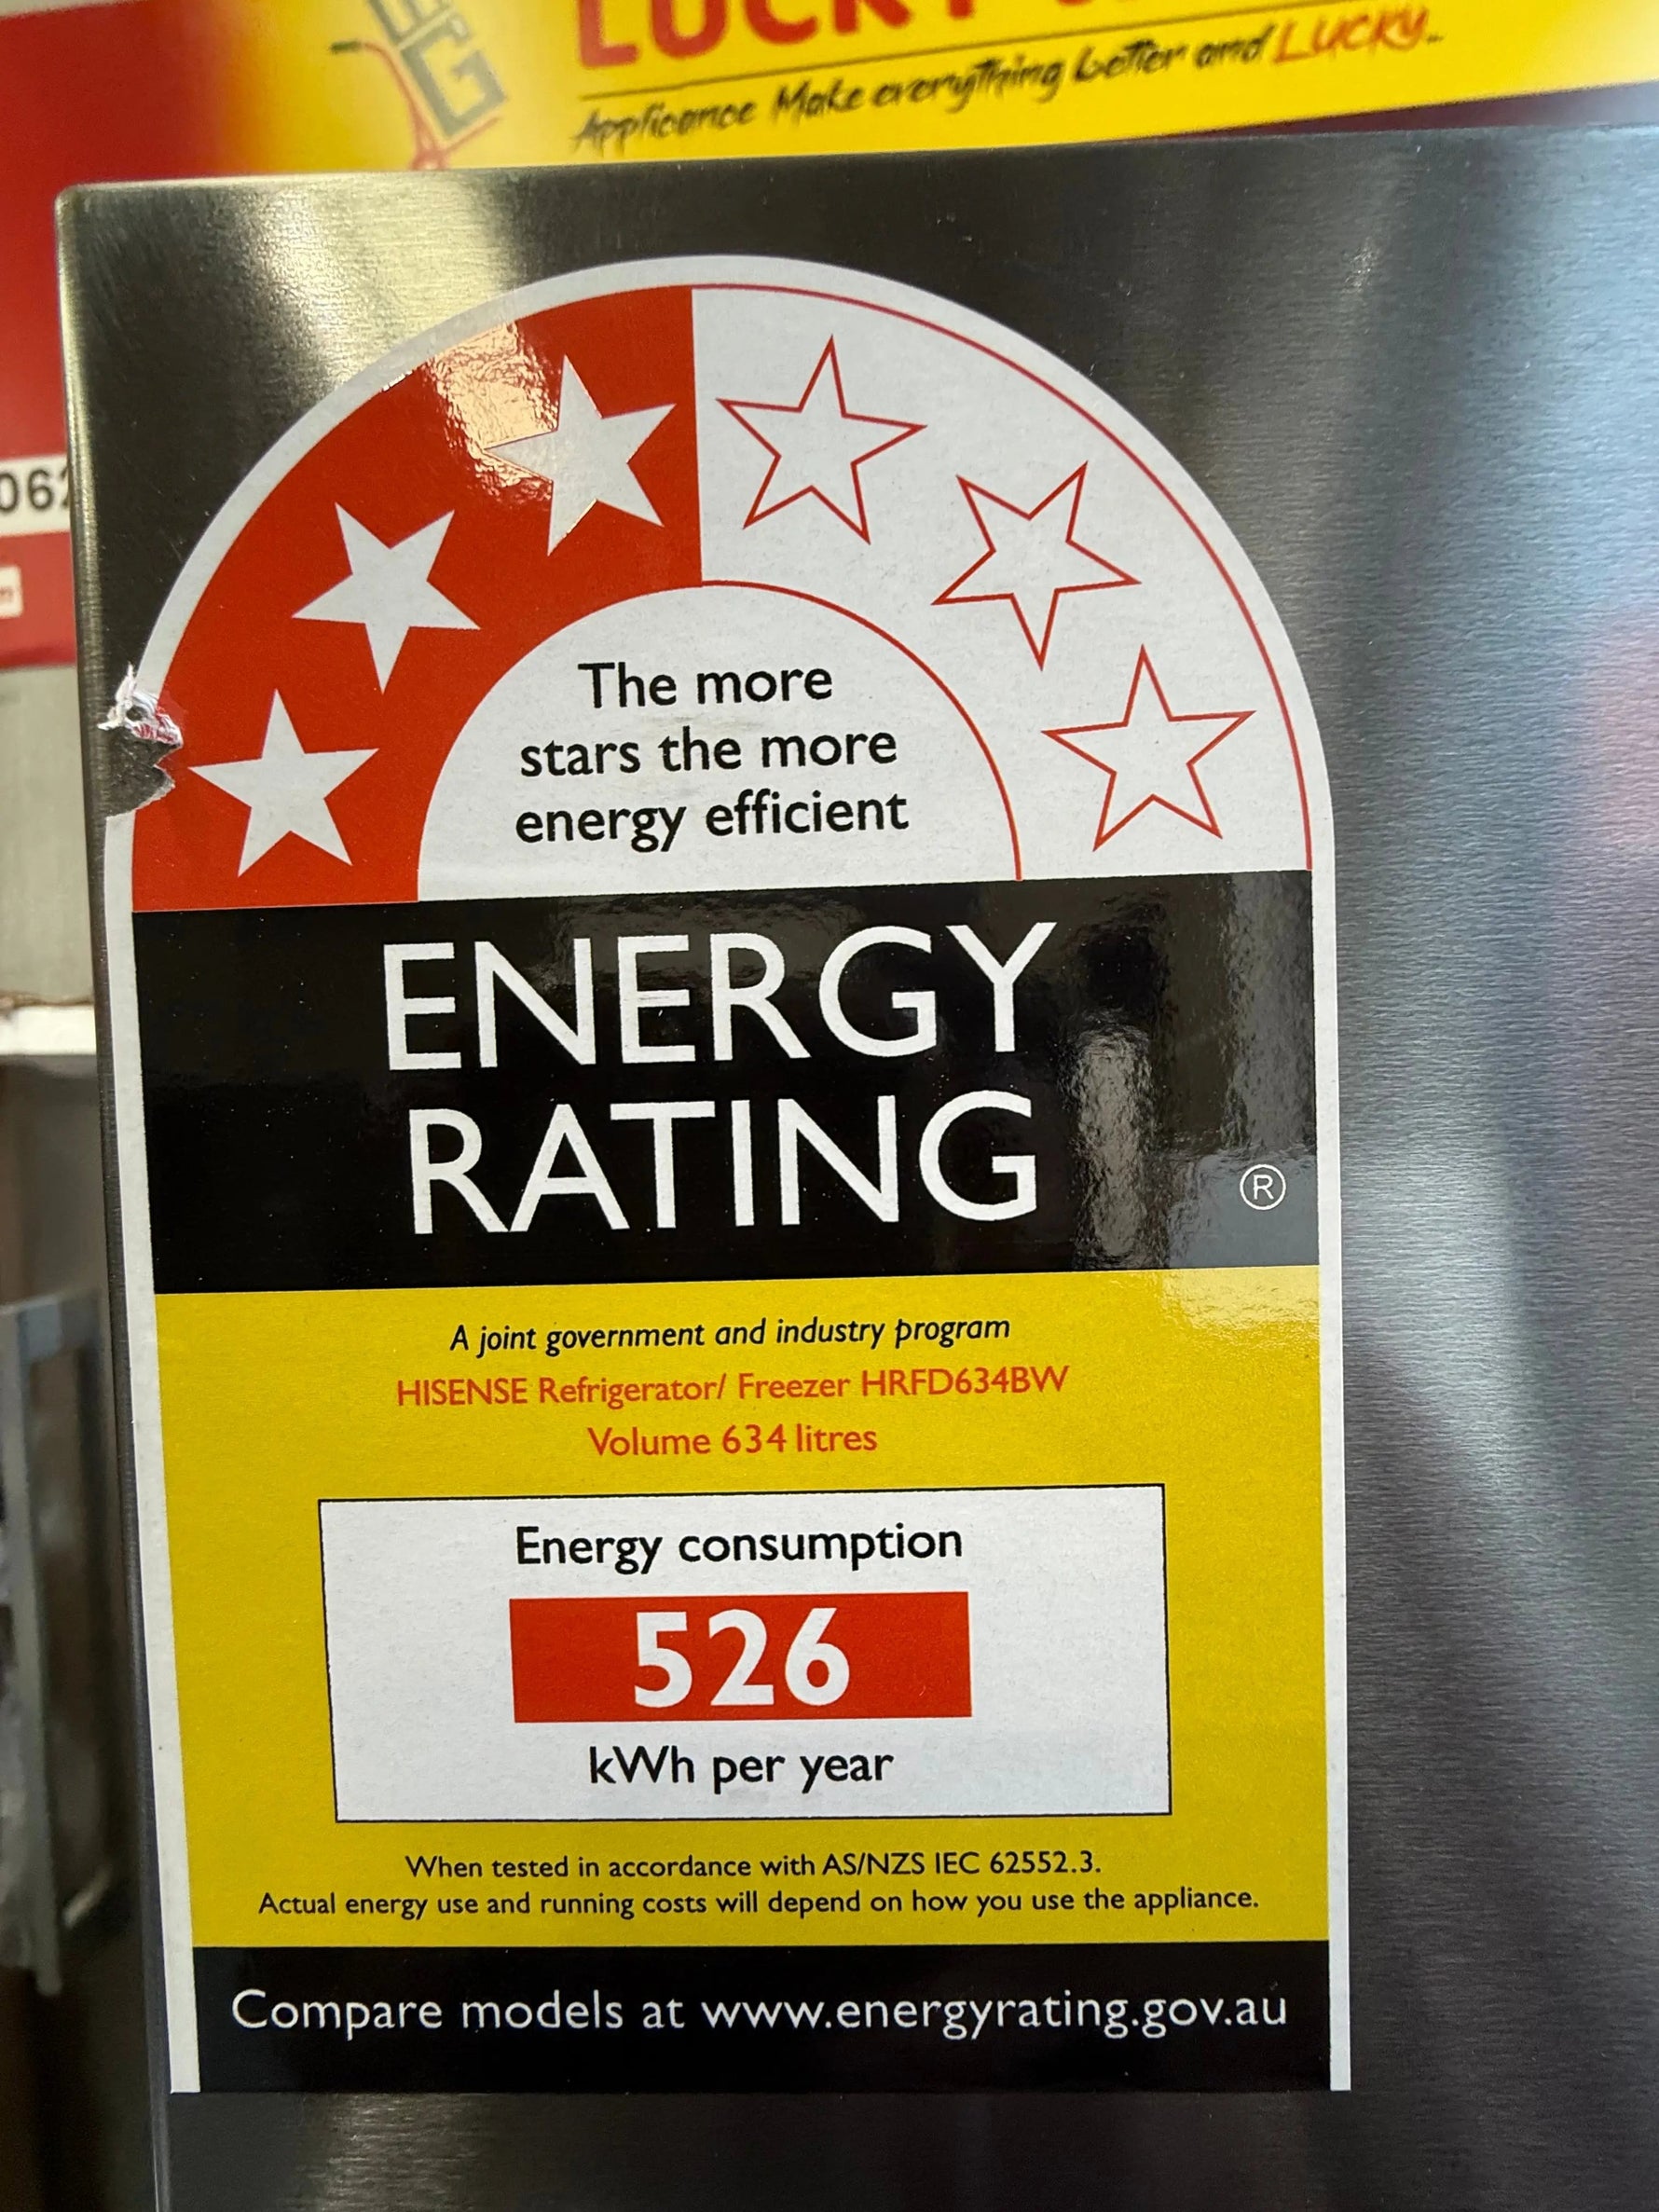 Appliance Make everything better and LUCKY..
The more
stars the more
energy efficient
ENERGY
RATING
®
A joint government and industry program
HISENSE Refrigerator/ Freezer HRFD634BW
Volume 634 litres
Energy consumption
526
kWh per year
When tested in accordance with AS/NZS IEC 62552.3.
Actual energy use and running costs will depend on how you use the appliance.
Compare models at www.energyrating.gov.au